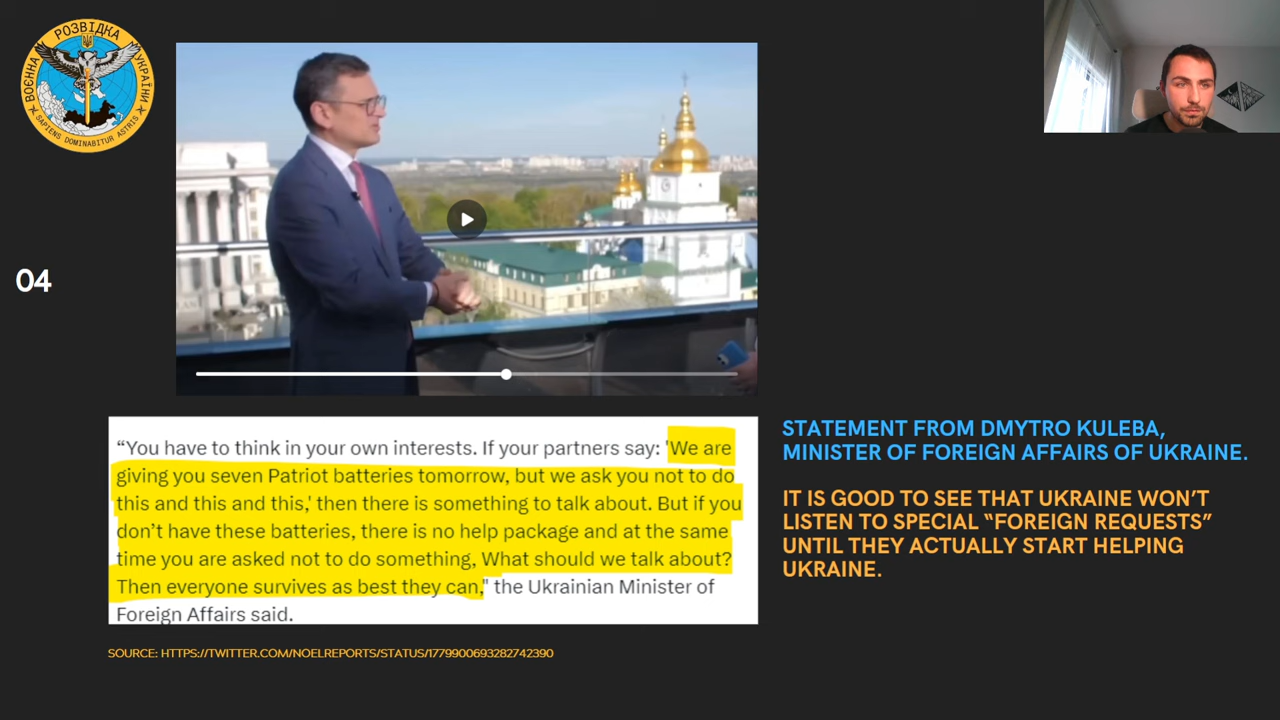 ВОЄННА РОЗВІДКА УКРАЇНИ
SAPIENS DOMINABITUR ASTRIS
04
“You have to think in your own interests. If your partners say: 'We are
giving you seven Patriot batteries tomorrow, but we ask you not to do
this and this and this,' then there is something to talk about. But if you
don’t have these batteries, there is no help package and at the same
time you are asked not to do something, What should we talk about?
Then everyone survives as best they can," the Ukrainian Minister of
Foreign Affairs said.
SOURCE: HTTPS://TWITTER.COM/NOELREPORTS/STATUS/1779900693282742390
STATEMENT FROM DMYTRO KULEBA,
MINISTER OF FOREIGN AFFAIRS OF UKRAINE.
IT IS GOOD TO SEE THAT UKRAINE WON’T
LISTEN TO SPECIAL “FOREIGN REQUESTS”
UNTIL THEY ACTUALLY START HELPING
UKRAINE.